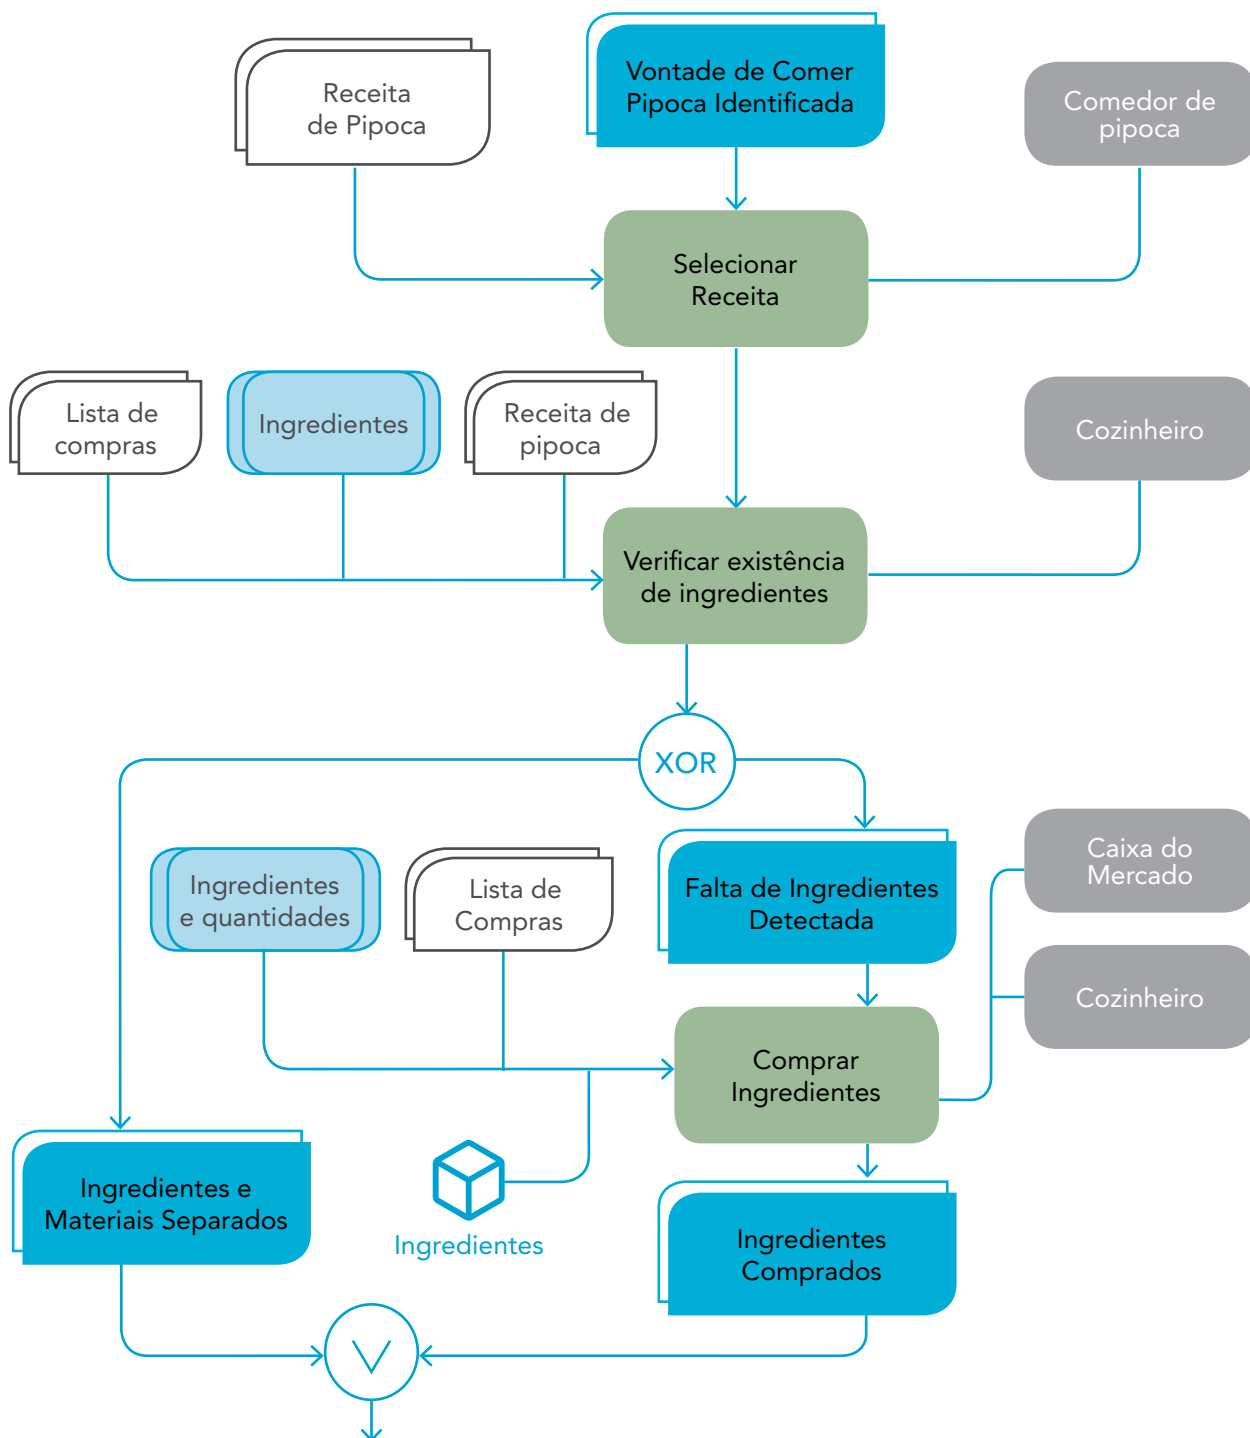 Receita
de Pipoca
Vontade de Comer
Pipoca Identificada
Comedor de
pipoca
Selecionar
Receita
Lista de
compras
Ingredientes
Receita de
pipoca
Cozinheiro
Verificar existência
de ingredientes
XOR
Ingredientes
e quantidades
Lista de
Compras
Falta de Ingredientes
Detectada
Caixa do
Mercado
Cozinheiro
Comprar
Ingredientes
Ingredientes e
Materiais Separados
Ingredientes
Ingredientes
Comprados